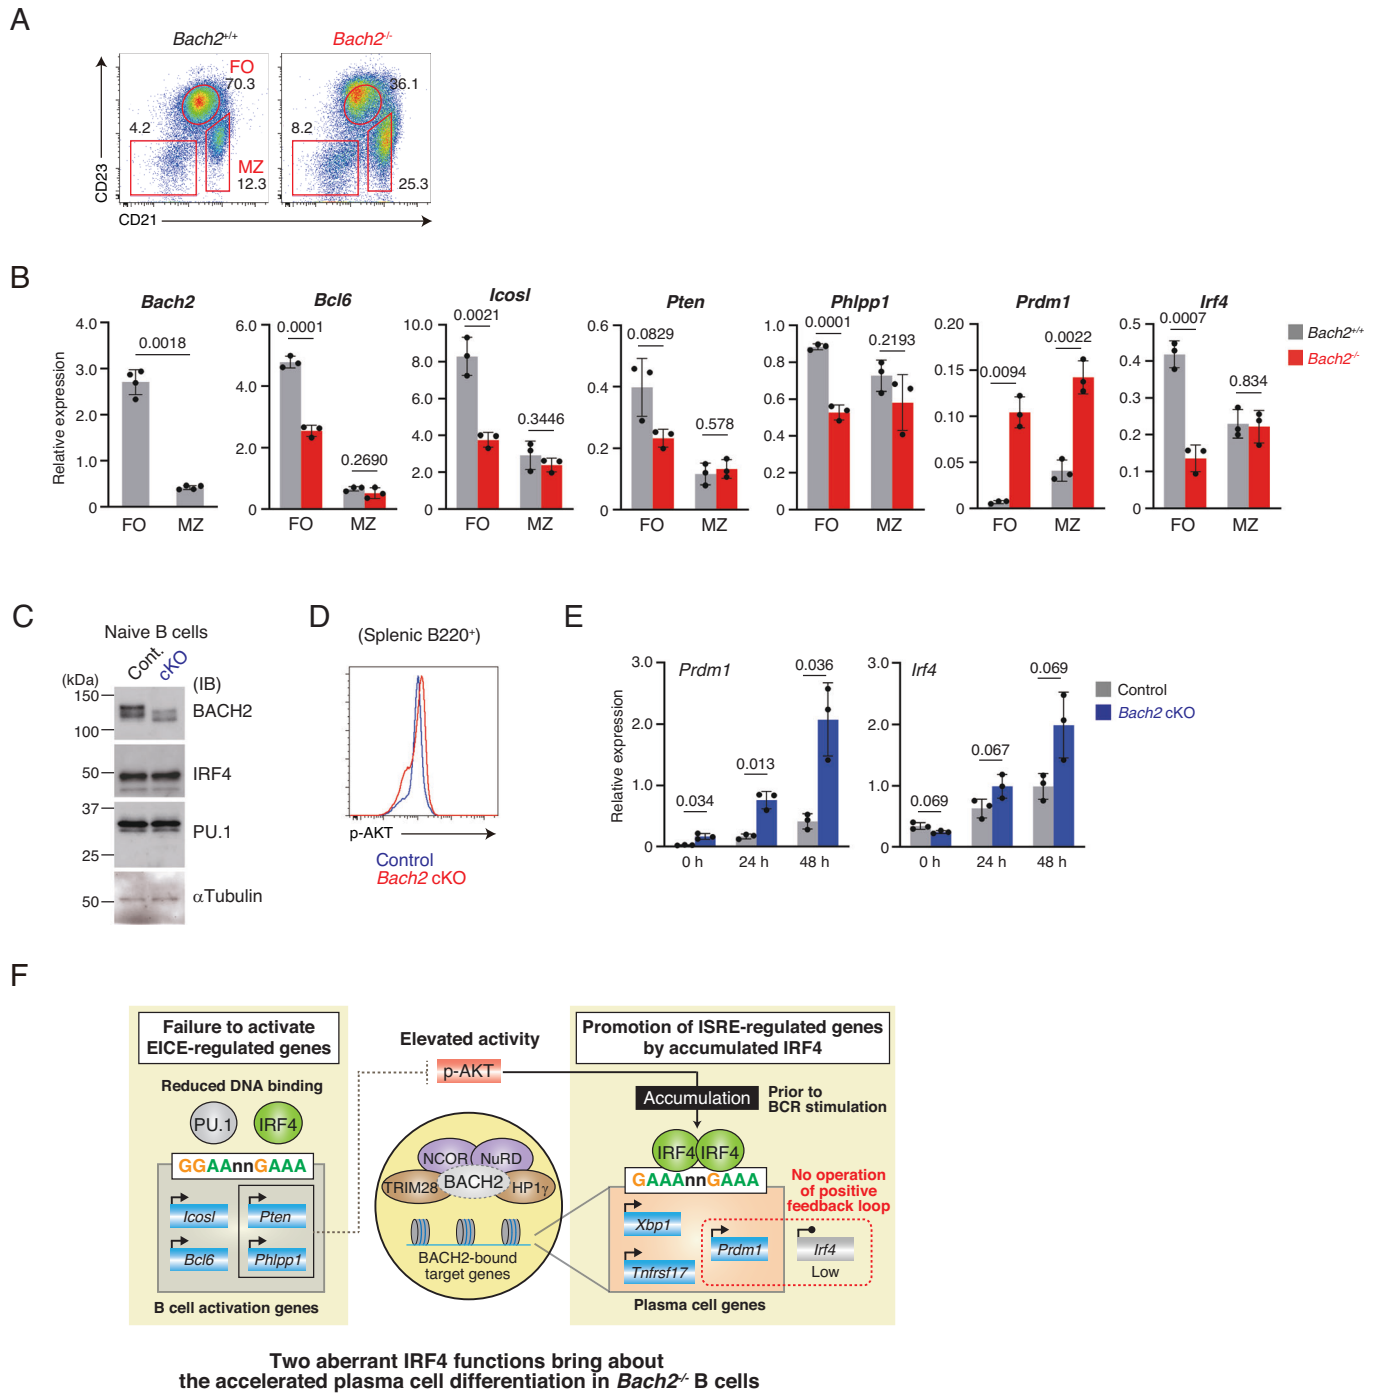 A
Bach2+/+
Bach2-/-
FO
70.3
4.2
MZ
12.3
36.1
8.2
25.3
CD23
CD21
B
Relative expression
Bach2
4.0
3.0
2.0
1.0
0
0.0018
FO MZ
Bcl6
6.0
4.0
2.0
0
0.0001
0.2690
FO MZ
Icosl
10.0
8.0
6.0
4.0
2.0
0
0.0021
0.3446
FO MZ
Pten
0.6
0.4
0.2
0
0.0829
0.578
FO MZ
Phlpp1
1.0
0.8
0.6
0.4
0.2
0
0.0001
0.2193
FO MZ
Prdm1
0.20
0.15
0.10
0.05
0
0.0094
0.0022
FO MZ
Irf4
0.5
0.4
0.3
0.2
0.1
0
0.0007
0.834
FO MZ
Bach2+/+
Bach2-/-
C
Naive B cells
Cont.
cKO
(kDa)
(IB)
150
100
BACH2
50
IRF4
37
25
PU.1
50
αTubulin
D
(Splenic B220+)
p-AKT
Control
Bach2 cKO
E
Relative expression
Prdm1
3.0
2.0
1.0
0
0.034
0.013
0.036
0 h 24 h 48 h
Irf4
3.0
2.0
1.0
0
0.069
0.067
0.069
0 h 24 h 48 h
Control
Bach2 cKO
F
Failure to activate
EICE-regulated genes
Reduced DNA binding
PU.1
IRF4
GGAAnnGAAA
Icosl
Pten
Bcl6
Phlpp1
B cell activation genes
Elevated activity
p-AKT
NCOR
NuRD
TRIM28
BACH2
HP1γ
BACH2-bound
target genes
Promotion of ISRE-regulated genes
by accumulated IRF4
Accumulation
Prior to
BCR stimulation
IRF4
IRF4
GAAAnnGAAA
No operation
of positive
feedback loop
Xbp1
Prdm1
Irf4
Tnfrsf17
Low
Plasma cell genes
Two aberrant IRF4 functions bring about
the accelerated plasma cell differentiation in Bach2-/- B cells